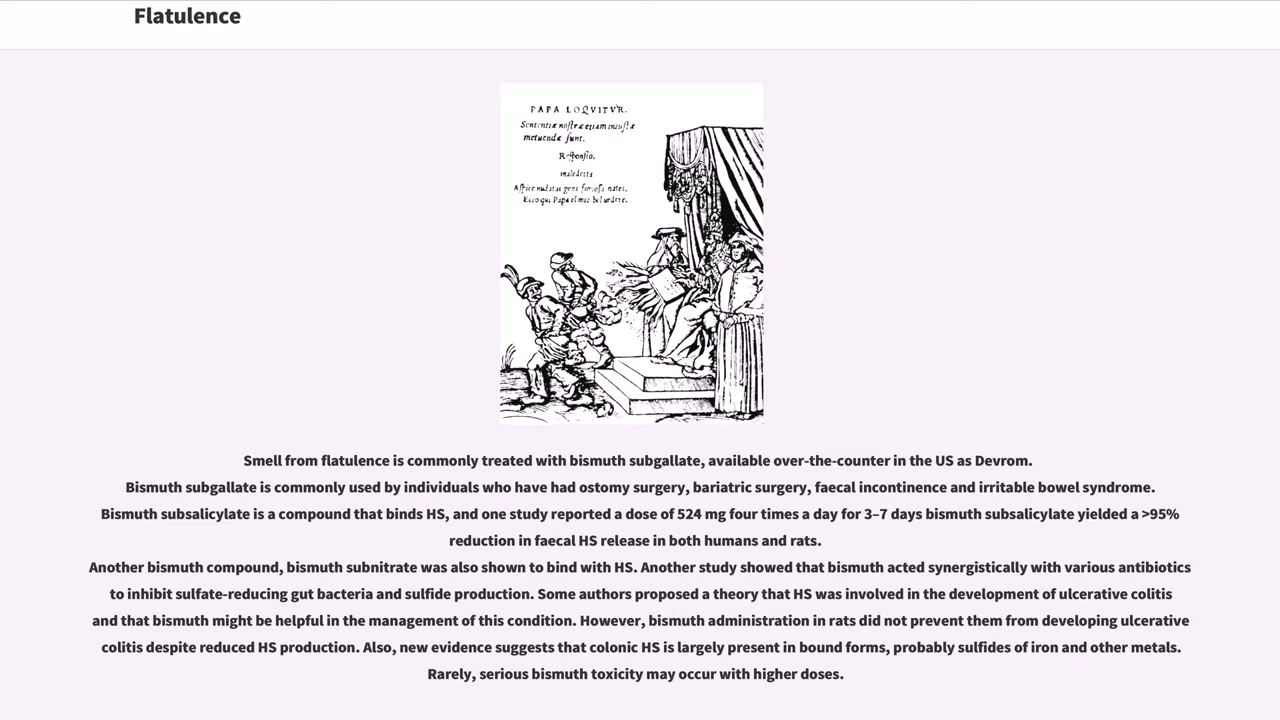 Flatulence
PAPA LOQVITVR.
Sententiæ noſtræ etiam iniuſtæ
metuendæ ſunt.
Reſponſio.
maledetta
Aſpice nudatas gens furioſa nates.
Ecco qui Papa el mio bel uedere.
Smell from flatulence is commonly treated with bismuth subgallate, available over-the-counter in the US as Devrom.
Bismuth subgallate is commonly used by individuals who have had ostomy surgery, bariatric surgery, faecal incontinence and irritable bowel syndrome.
Bismuth subsalicylate is a compound that binds HS, and one study reported a dose of 524 mg four times a day for 3–7 days bismuth subsalicylate yielded a >95%
reduction in faecal HS release in both humans and rats.
Another bismuth compound, bismuth subnitrate was also shown to bind with HS. Another study showed that bismuth acted synergistically with various antibiotics
to inhibit sulfate-reducing gut bacteria and sulfide production. Some authors proposed a theory that HS was involved in the development of ulcerative colitis
and that bismuth might be helpful in the management of this condition. However, bismuth administration in rats did not prevent them from developing ulcerative
colitis despite reduced HS production. Also, new evidence suggests that colonic HS is largely present in bound forms, probably sulfides of iron and other metals.
Rarely, serious bismuth toxicity may occur with higher doses.